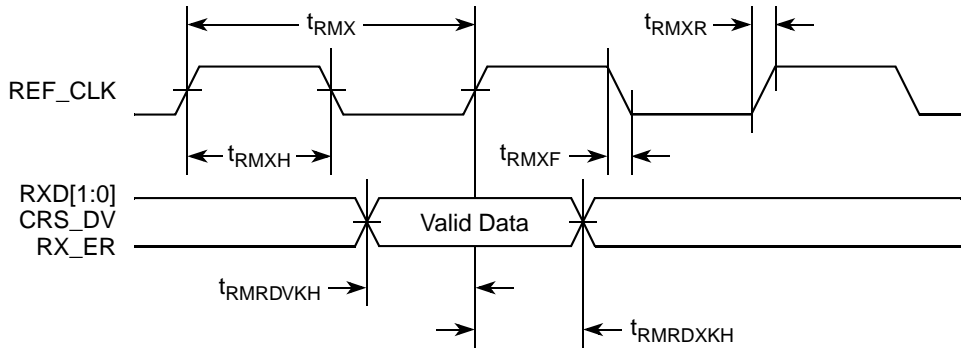 tRMX
tRMXR
REF_CLK
tRMXH
tRMXF
RXD[1:0]
CRS_DV
RX_ER
Valid Data
tRMRDVKH
tRMRDXKH